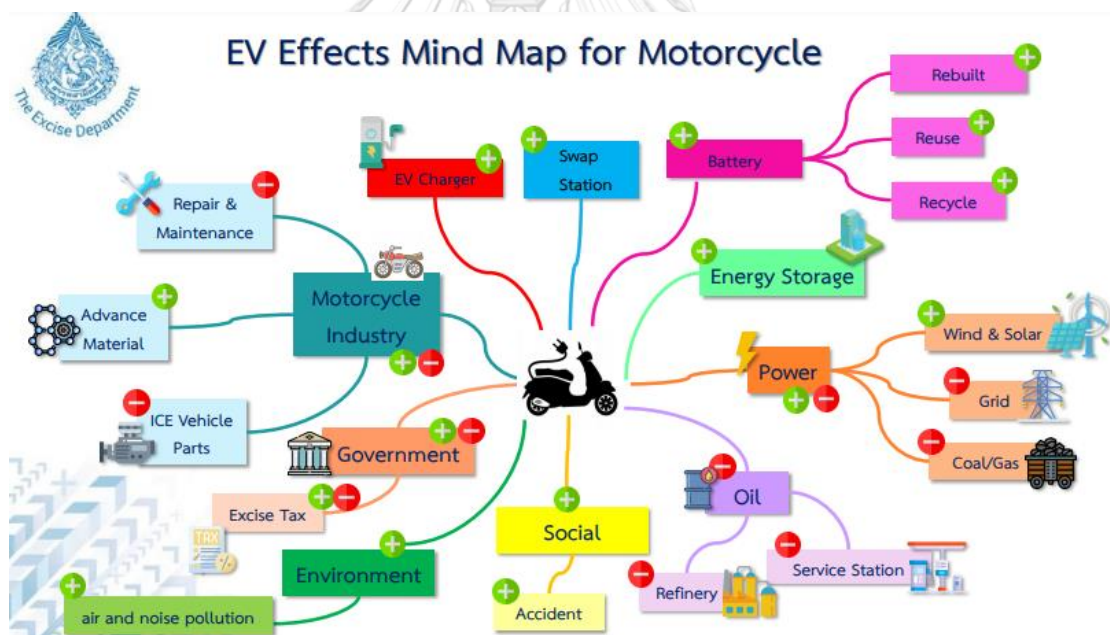 EV Effects Mind Map for Motorcycle
The Excise Department
EV Charger
Swap
Station
Battery
Rebuilt
Reuse
Recycle
Repair &
Maintenance
Energy Storage
Motorcycle
Industry
Advance
Material
Wind & Solar
Power
Grid
ICE Vehicle
Parts
Government
Coal/Gas
Oil
Excise Tax
TAX
%
Social
Environment
Service Station
Refinery
Accident
air and noise pollution